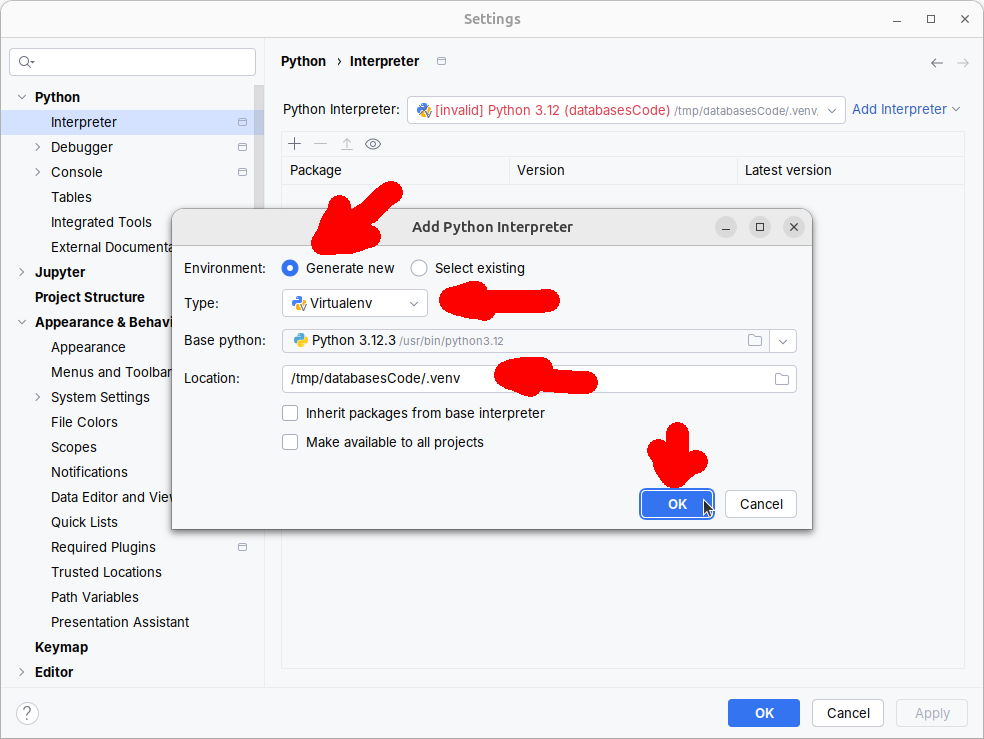 Settings
Python › Interpreter
Python
Interpreter
Debugger
Console
Tables
Integrated Tools
External Documenta
Jupyter
Project Structure
Appearance & Behavi
Appearance
Menus and Toolbar
System Settings
File Colors
Scopes
Notifications
Data Editor and Vie
Quick Lists
Required Plugins
Trusted Locations
Path Variables
Presentation Assistant
Keymap
Editor
Python Interpreter: [invalid] Python 3.12 (databasesCode) /tmp/databasesCode/.venv, Add Interpreter
Package Version Latest version
Add Python Interpreter
Environment: Generate new Select existing
Type: Virtualenv
Base python: Python 3.12.3 /usr/bin/python3.12
Location: /tmp/databasesCode/.venv
Inherit packages from base interpreter
Make available to all projects
OK Cancel
? OK Cancel Apply